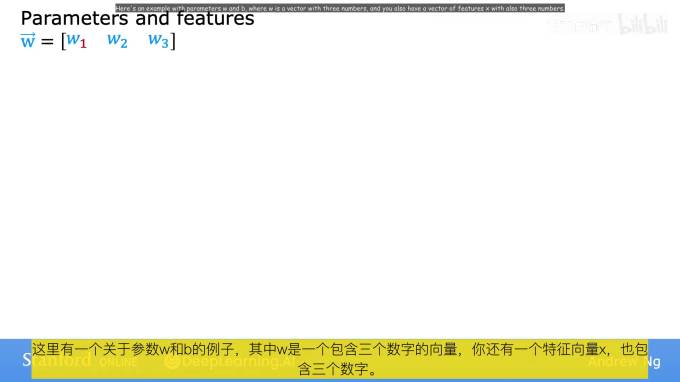 Here's an example with parameters w and b, where w is a vector with three numbers, and you also have a vector of features x with also three numbers.
Parameters and features
bilibili
w = [w₁ w₂ w₃]
这里有一个关于参数w和b的例子，其中w是一个包含三个数字的向量，你还有一个特征向量x，也包
含三个数字。
Stanford ONLINE DeepLearning.AI Andrew Ng